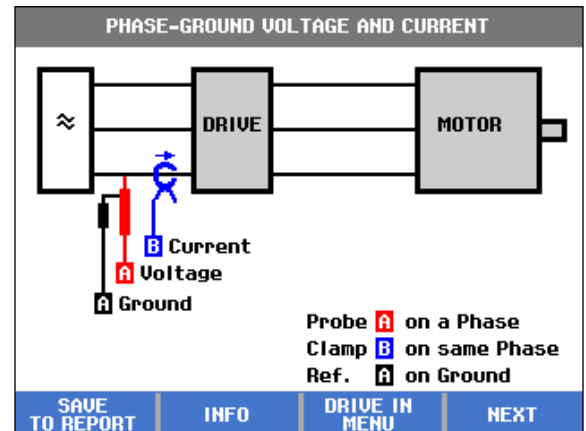 PHASE-GROUND VOLTAGE AND CURRENT
≈
DRIVE
MOTOR
B Current
A Voltage
A Ground
Probe A on a Phase
Clamp B on same Phase
Ref. A on Ground
SAVE
TO REPORT
INFO
DRIVE IN
MENU
NEXT